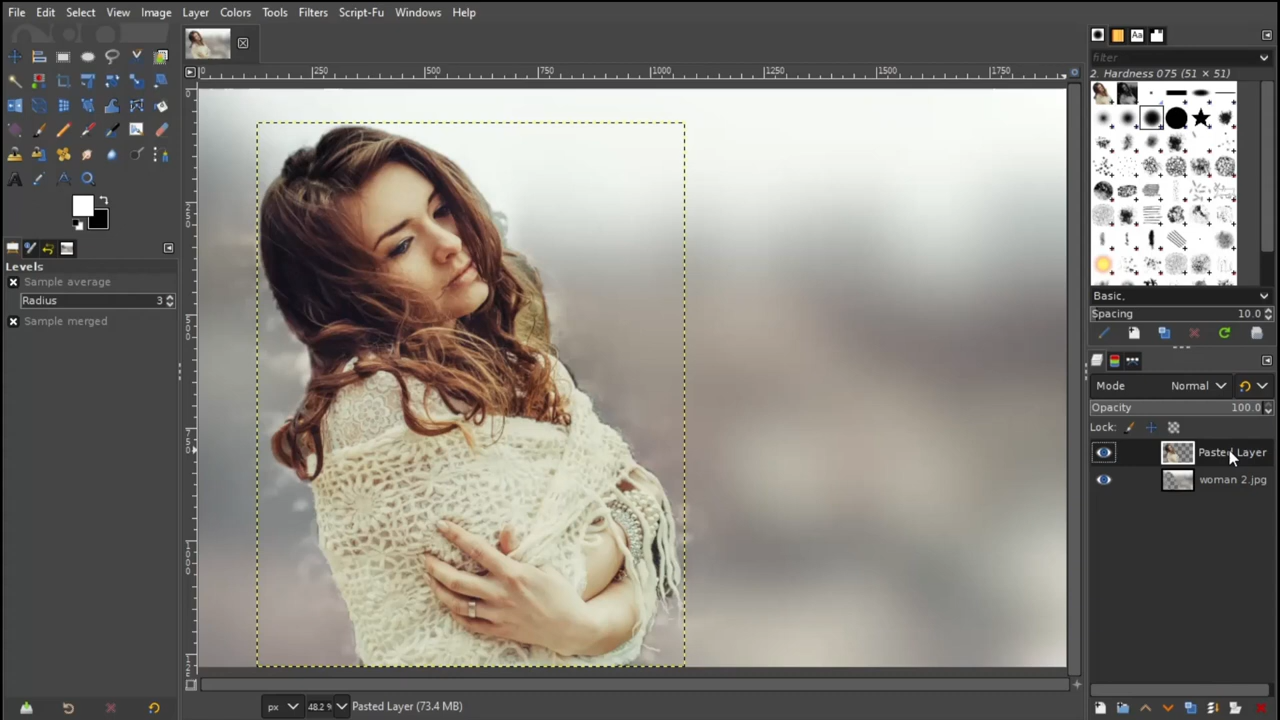 File Edit Select View Image Layer Colors Tools Filters Script-Fu Windows Help
filter
2. Hardness 075 (51 × 51)
0 250 500 750 1000 1250 1500 1750
Levels
Sample average
Radius 3
Sample merged
Basic,
Spacing 10.0
Mode Normal
Opacity 100.0
Lock:
Pasted Layer
woman 2.jpg
px 48.2 % Pasted Layer (73.4 MB)